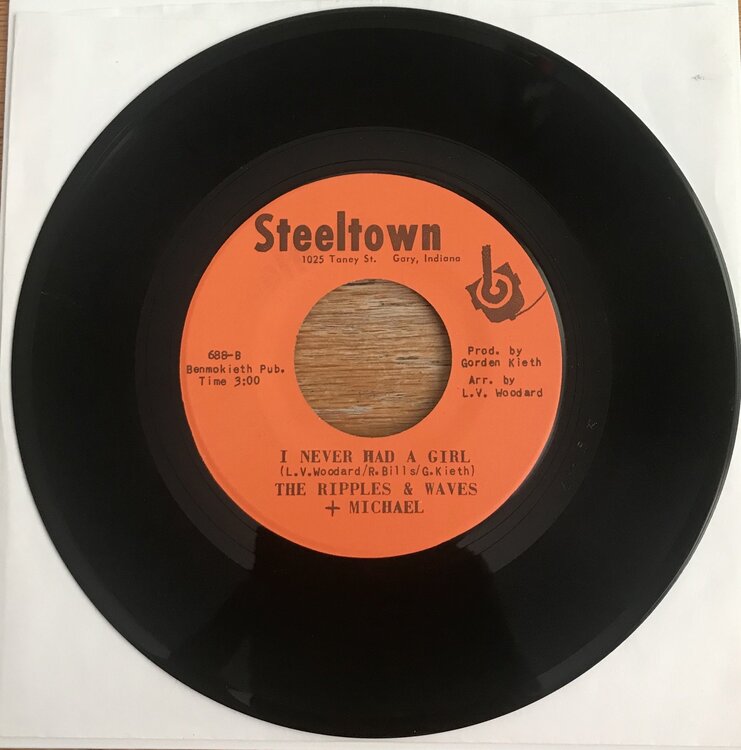 Steeltown
1025 Taney St. Gary, Indiana
688-B
Benmokieth Pub.
Time 3:00
Prod. by
Gorden Kieth
Arr. by
L.V. Woodard
I NEVER HAD A GIRL
(L.V.Woodard/R.Bills/G.Kieth)
THE RIPPLES & WAVES
+ MICHAEL